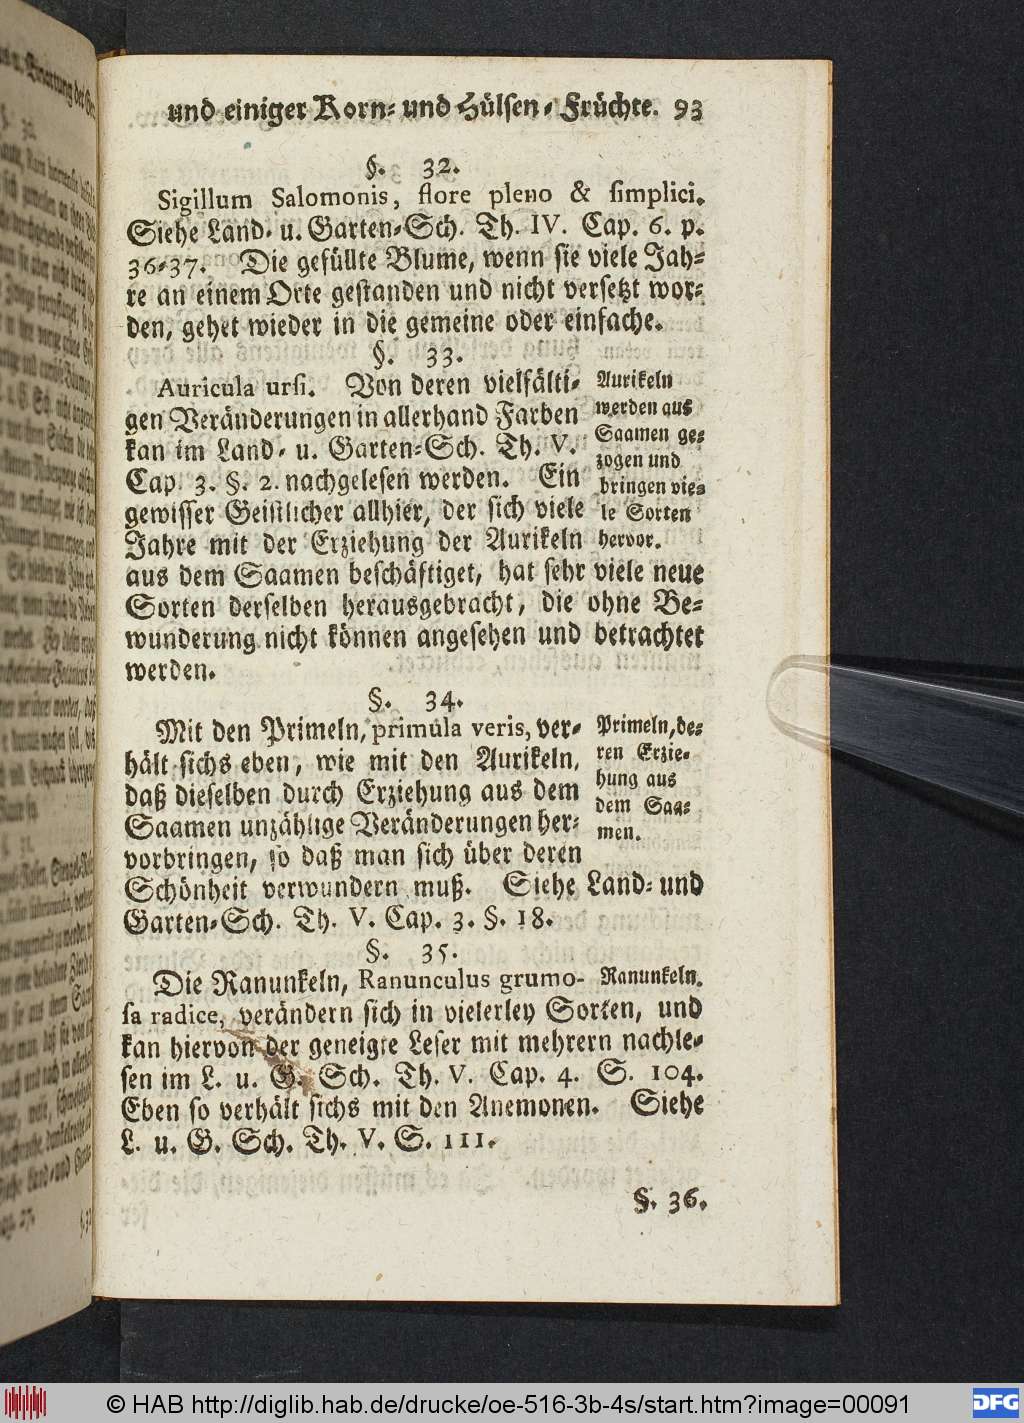 und einiger Korn- und Hülsen-Früchte. 93
§. 32.
Sigillum Salomonis, flore pleno & ſimplici.
Siehe Land- u. Garten-Sch. Th. IV. Cap. 6. p.
36-37. Die gefüllte Blume, wenn ſie viele Jah-
re an einem Orte geſtanden und nicht verſetzt wor-
den, gehet wieder in die gemeine oder einfache.
§. 33.
Auricula urſi. Von deren vielfälti-
gen Veränderungen in allerhand Farben
kan im Land- u. Garten-Sch. Th. V.
Cap. 3. §. 2. nachgeleſen werden. Ein
gewiſſer Geiſtlicher allhier, der ſich viele
Jahre mit der Erziehung der Aurikeln
aus dem Saamen beſchäftiget, hat ſehr viele neue
Sorten derſelben herausgebracht, die ohne Be-
wunderung nicht können angeſehen und betrachtet
werden.
Aurikeln
werden aus
Saamen ge-
zogen und
bringen vie-
le Sorten
hervor.
§. 34.
Mit den Primeln, primula veris, ver-
hält ſichs eben, wie mit den Aurikeln,
daß dieſelben durch Erziehung aus dem
Saamen unzählige Veränderungen her-
vorbringen, ſo daß man ſich über deren
Schönheit verwundern muß. Siehe Land- und
Garten-Sch. Th. V. Cap. 3. §. 18.
Primeln, de-
ren Erzie-
hung aus
dem Saa-
men.
§. 35.
Die Ranunkeln, Ranunculus grumo-
ſa radice, verändern ſich in vielerley Sorten, und
kan hiervon der geneigte Leſer mit mehrern nachle-
ſen im L. u. G. Sch. Th. V. Cap. 4. S. 104.
Eben ſo verhält ſichs mit den Anemonen. Siehe
L. u. G. Sch. Th. V. S. 111.
Ranunkeln.
§. 36.
© HAB http://diglib.hab.de/drucke/oe-516-3b-4s/start.htm?image=00091
DFG